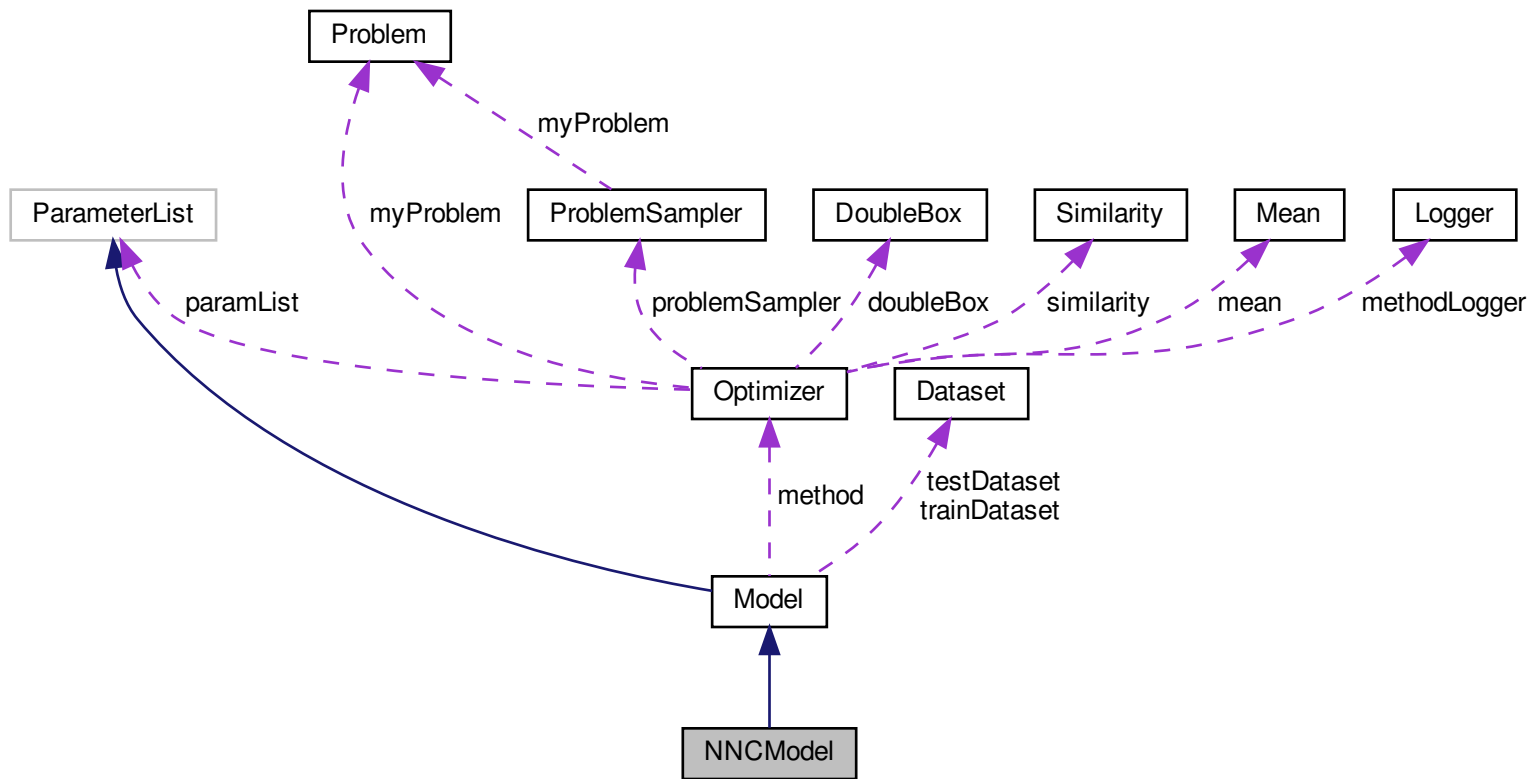 Problem
myProblem
ParameterList
myProblem
ProblemSampler
DoubleBox
Similarity
Mean
Logger
paramList
problemSampler
doubleBox
similarity
mean
methodLogger
Optimizer
Dataset
method
testDataset
trainDataset
Model
NNCModel